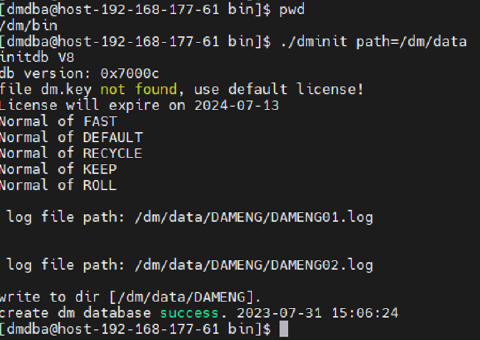 [dmdba@host-192-168-177-61 bin]$ pwd
/dm/bin
[dmdba@host-192-168-177-61 bin]$ ./dminit path=/dm/data
initdb V8
db version: 0x7000c
file dm.key not found, use default license!
License will expire on 2024-07-13
Normal of FAST
Normal of DEFAULT
Normal of RECYCLE
Normal of KEEP
Normal of ROLL
log file path: /dm/data/DAMENG/DAMENG01.log
log file path: /dm/data/DAMENG/DAMENG02.log
write to dir [/dm/data/DAMENG].
create dm database success. 2023-07-31 15:06:24
[dmdba@host-192-168-177-61 bin]$